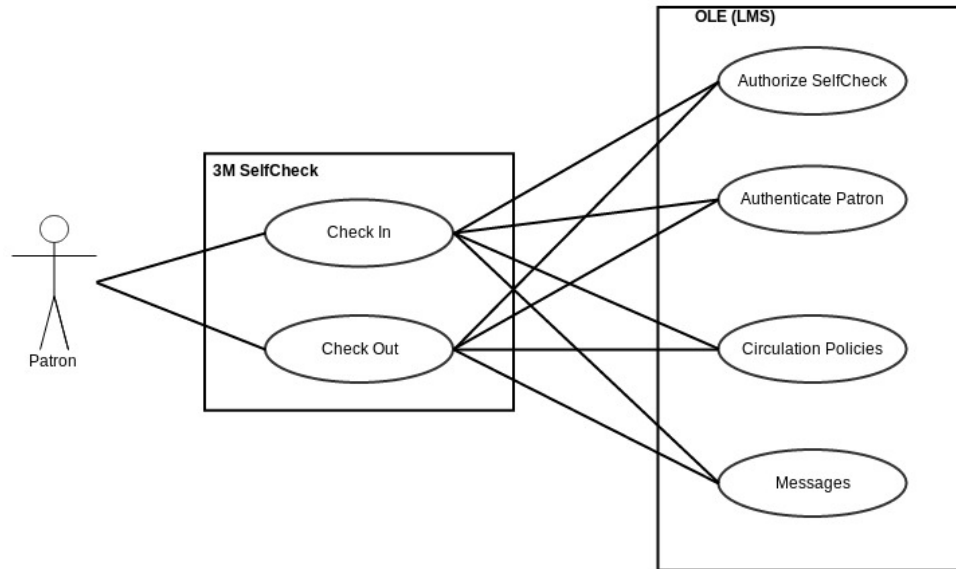 OLE (LMS)
Authorize SelfCheck
3M SelfCheck
Authenticate Patron
Check In
Patron
Check Out
Circulation Policies
Messages